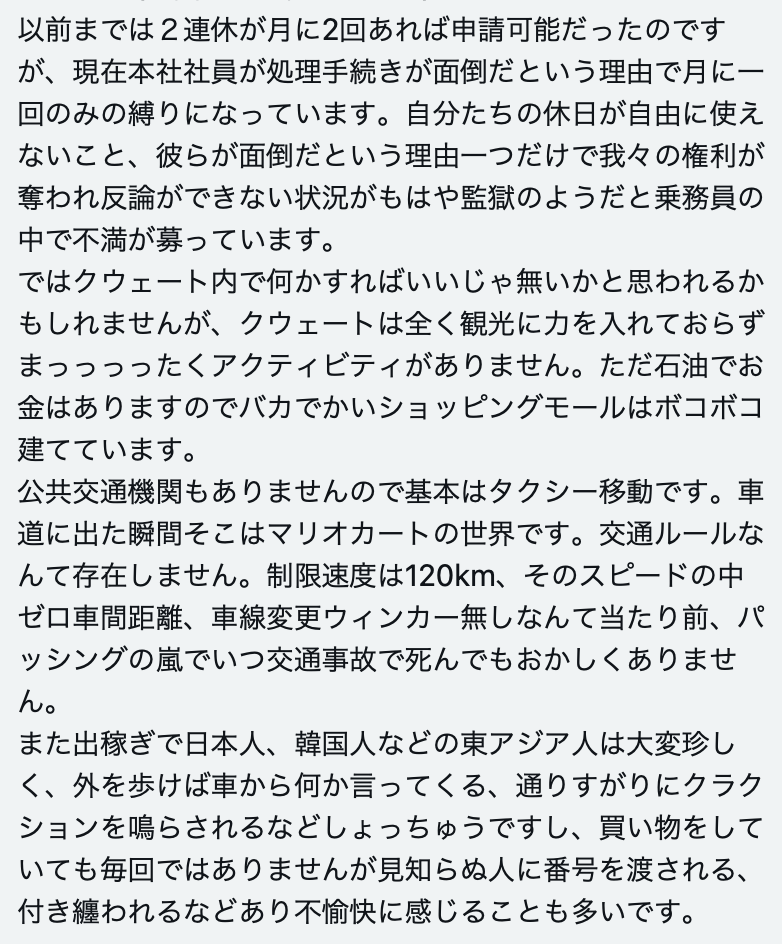 以前までは２連休が月に2回あれば申請可能だったのです
が、現在本社社員が処理手続きが面倒だという理由で月に一
回のみの縛りになっています。自分たちの休日が自由に使え
ないこと、彼らが面倒だという理由一つだけで我々の権利が
奪われ反論ができない状況がもはや監獄のようだと乗務員の
中で不満が募っています。
ではクウェート内で何かすればいいじゃ無いかと思われるか
もしれませんが、クウェートは全く観光に力を入れておらず
まっっっったくアクティビティがありません。ただ石油でお
金はありますのでバカでかいショッピングモールはボコボコ
建てています。
公共交通機関もありませんので基本はタクシー移動です。車
道に出た瞬間そこはマリオカートの世界です。交通ルールな
んて存在しません。制限速度は120km、そのスピードの中
ゼロ車間距離、車線変更ウィンカー無しなんて当たり前、パ
ッシングの嵐でいつ交通事故で死んでもおかしくありませ
ん。
また出稼ぎで日本人、韓国人などの東アジア人は大変珍し
く、外を歩けば車から何か言ってくる、通りすがりにクラク
ションを鳴らされるなどしょっちゅうですし、買い物をして
いても毎回ではありませんが見知らぬ人に番号を渡される、
付き纏われるなどあり不愉快に感じることも多いです。